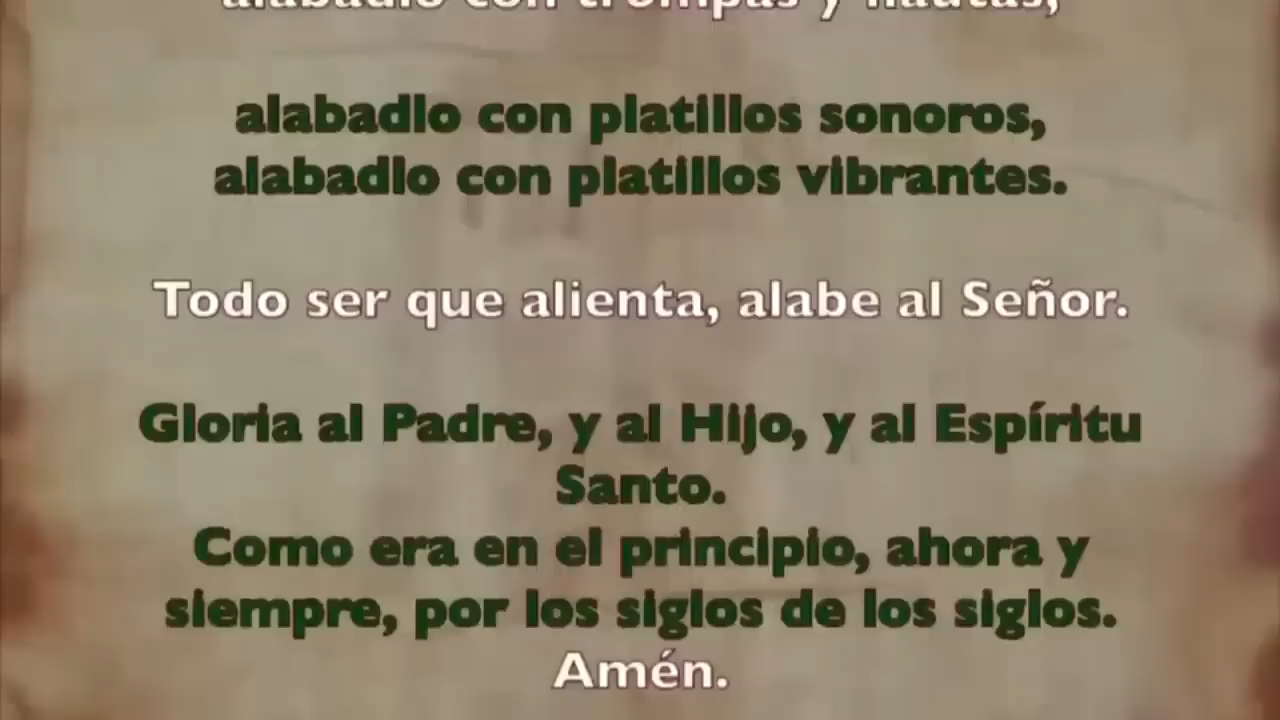 alabadlo con trompas y flautas,
alabadlo con platillos sonoros,
alabadlo con platillos vibrantes.
Todo ser que alienta, alabe al Señor.
Gloria al Padre, y al Hijo, y al Espíritu
Santo.
Como era en el principio, ahora y
siempre, por los siglos de los siglos.
Amén.